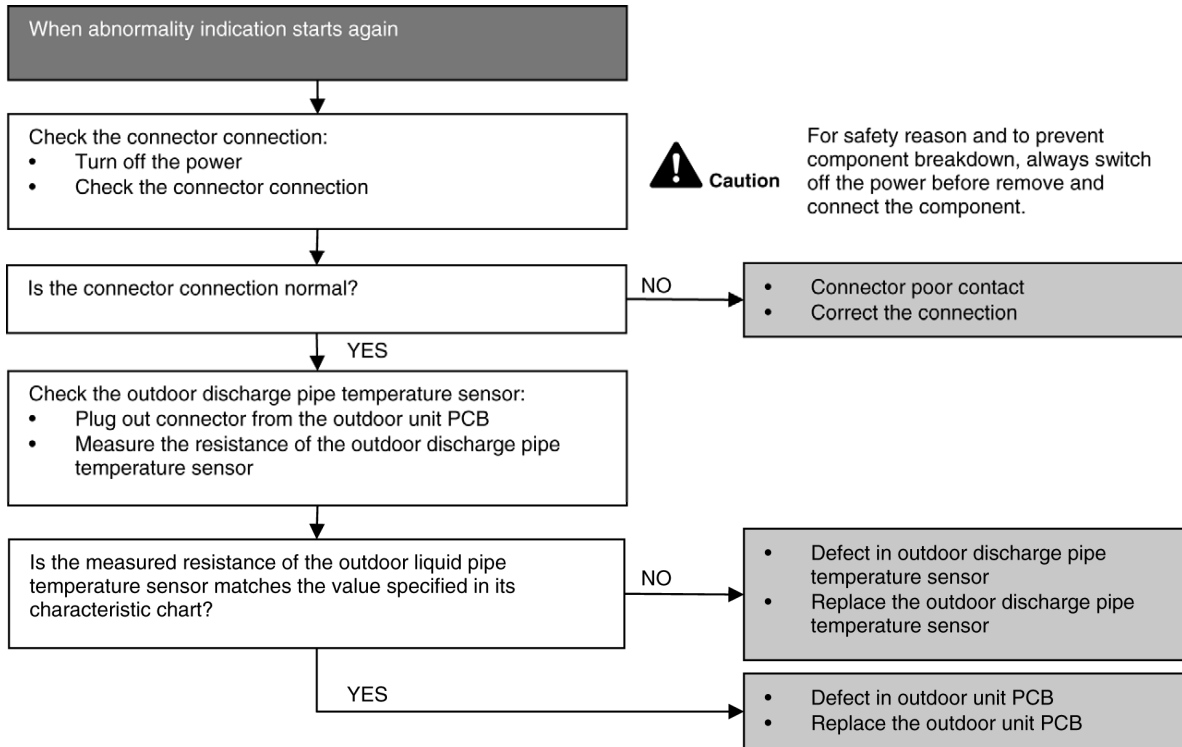 When abnormality indication starts again
Check the connector connection:
• Turn off the power
• Check the connector connection
Caution
For safety reason and to prevent
component breakdown, always switch
off the power before remove and
connect the component.
Is the connector connection normal?
NO
• Connector poor contact
• Correct the connection
YES
Check the outdoor discharge pipe temperature sensor:
• Plug out connector from the outdoor unit PCB
• Measure the resistance of the outdoor discharge pipe
temperature sensor
Is the measured resistance of the outdoor liquid pipe
temperature sensor matches the value specified in its
characteristic chart?
NO
• Defect in outdoor discharge pipe
temperature sensor
• Replace the outdoor discharge pipe
temperature sensor
YES
• Defect in outdoor unit PCB
• Replace the outdoor unit PCB